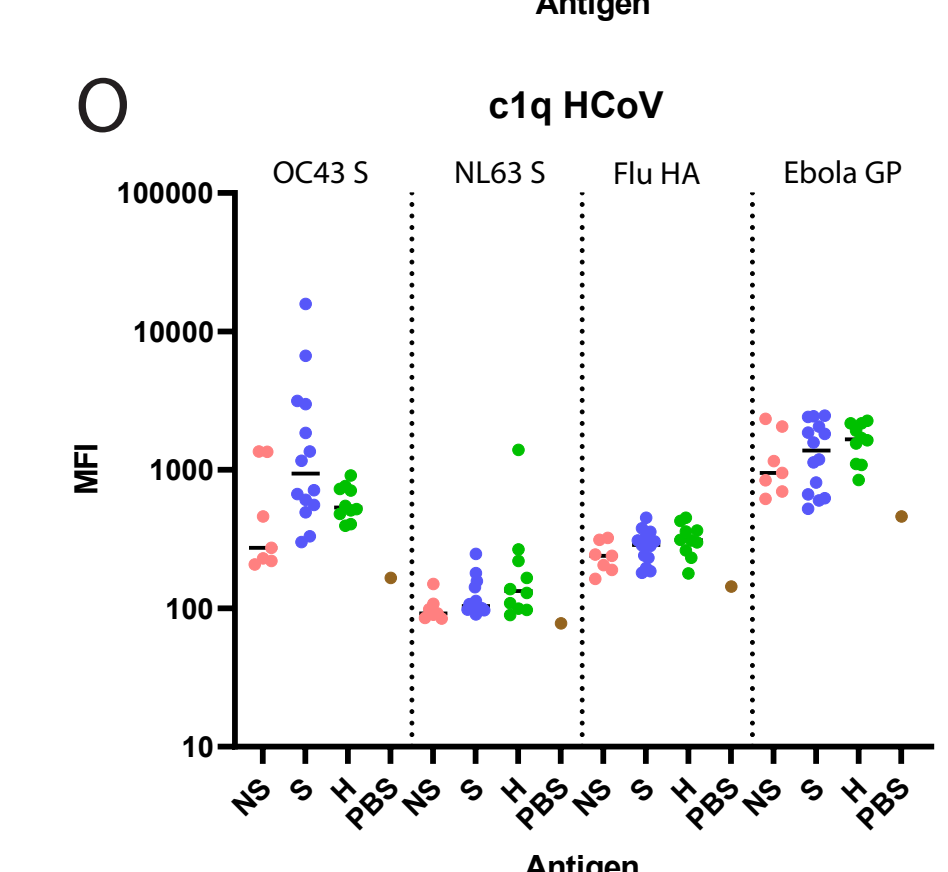 Antigen
O
c1q HCoV
OC43 S NL63 S Flu HA Ebola GP
100000
10000
1000
100
10
MFI
NS S H PBS NS S H PBS NS S H PBS NS S H PBS
Antigen